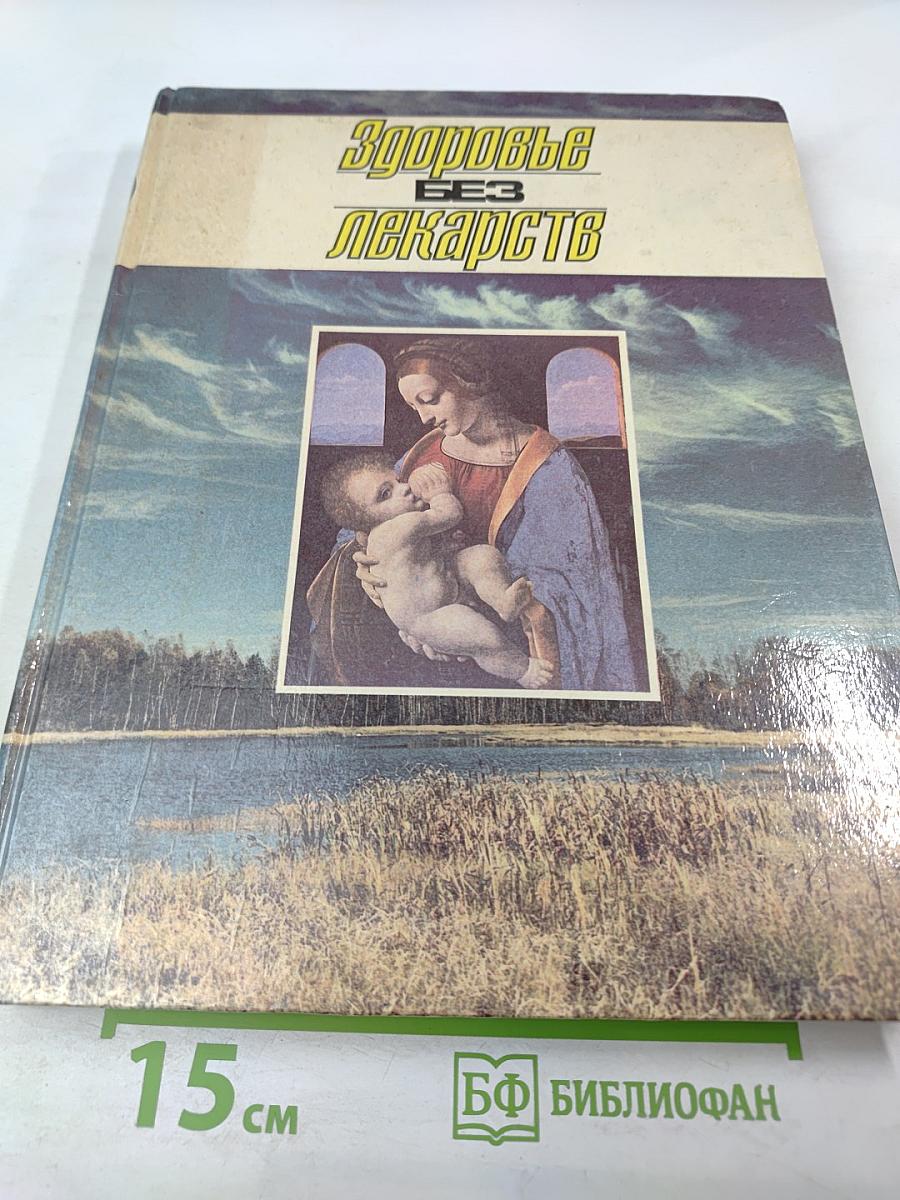 Здоровье
БЕЗ
лекарств
15 см
БФ БИБЛИОФАН